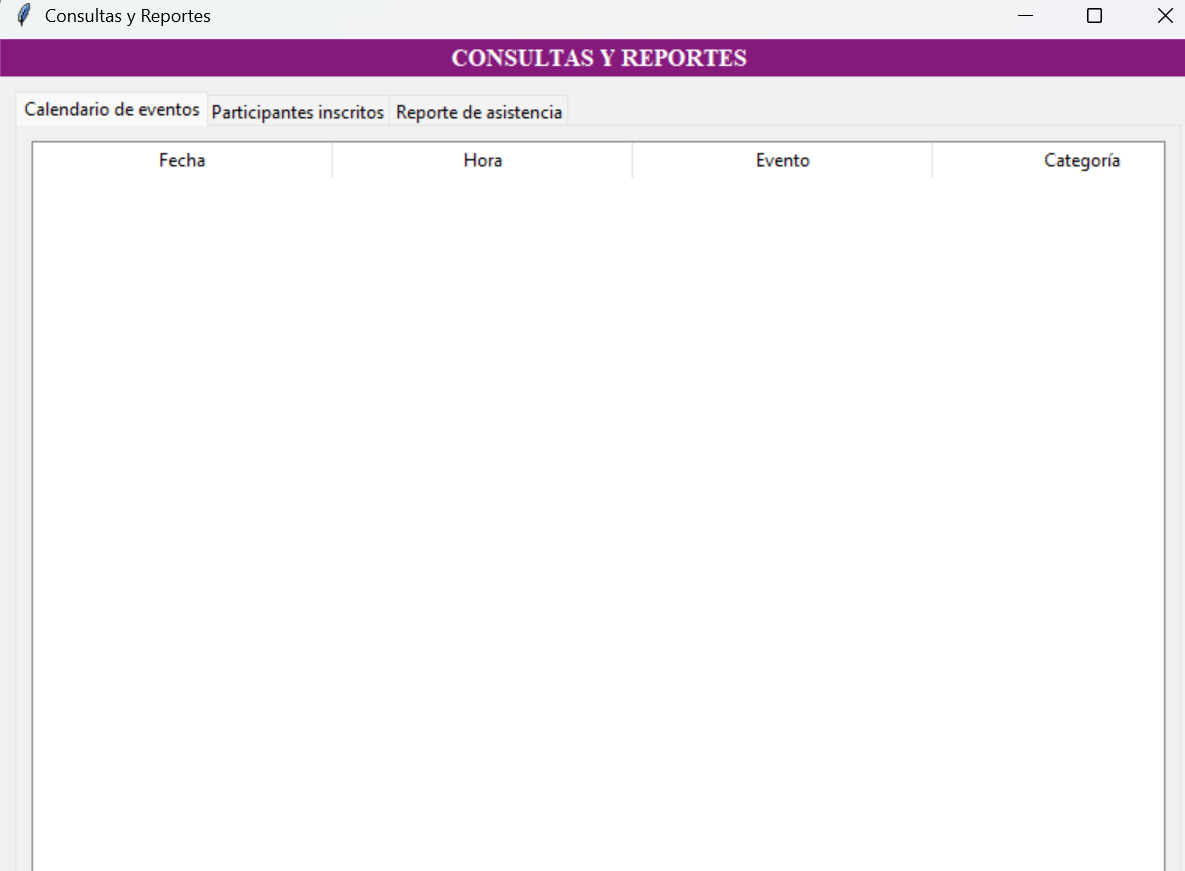 Consultas y Reportes
CONSULTAS Y REPORTES
Calendario de eventos Participantes inscritos Reporte de asistencia
Fecha Hora Evento Categoría